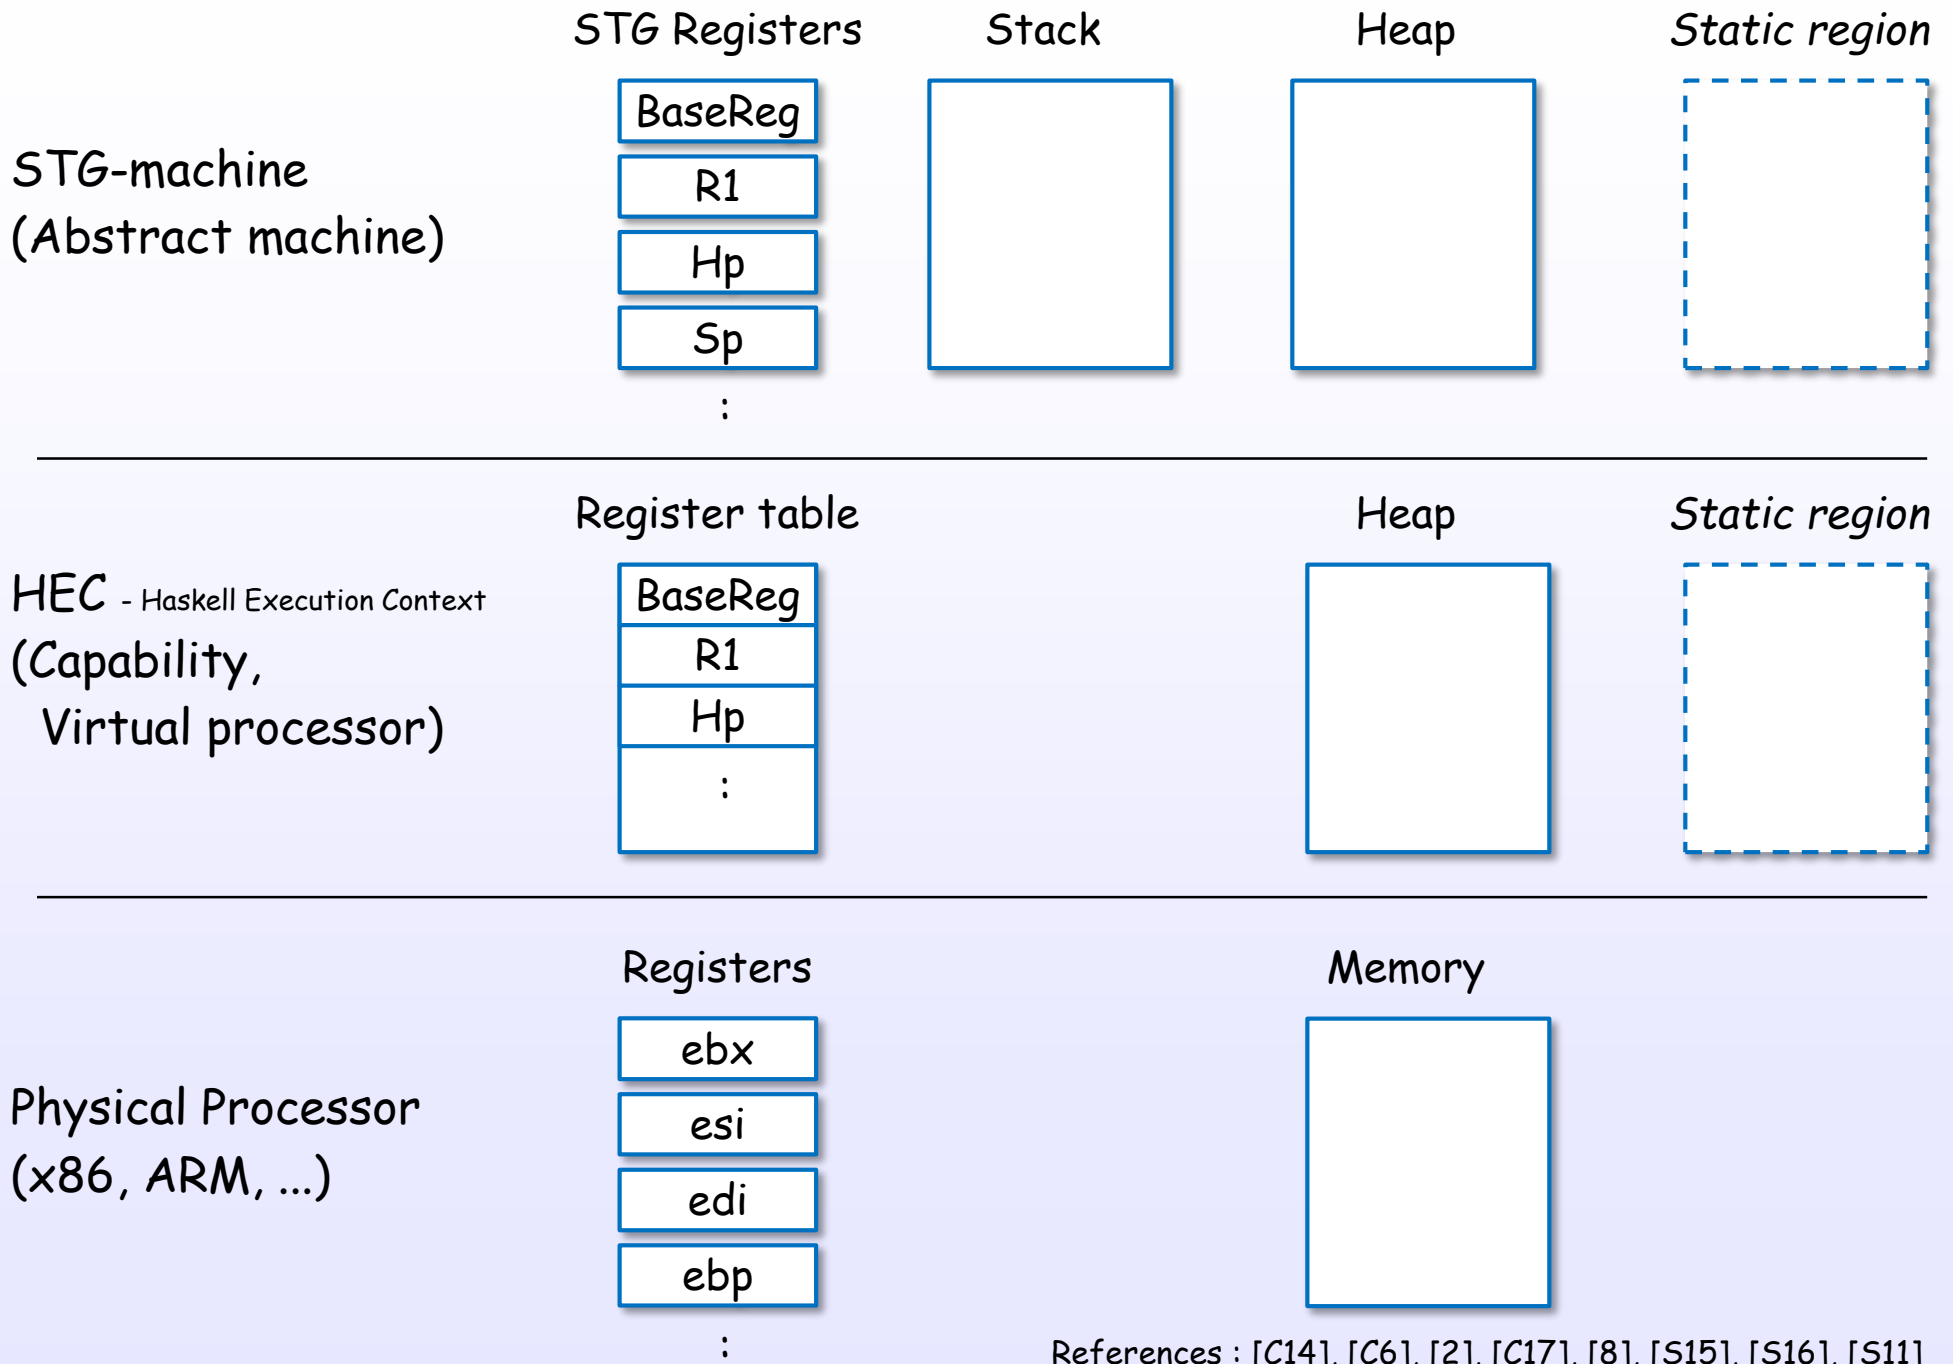 STG Registers Stack Heap Static region
STG-machine
(Abstract machine)
BaseReg
R1
Hp
Sp
:
Register table Heap Static region
HEC - Haskell Execution Context
(Capability,
Virtual processor)
BaseReg
R1
Hp
:
Registers Memory
Physical Processor
(x86, ARM, ...)
ebx
esi
edi
ebp
:
References : [C14], [C6], [2], [C17], [8], [S15], [S16], [S11]